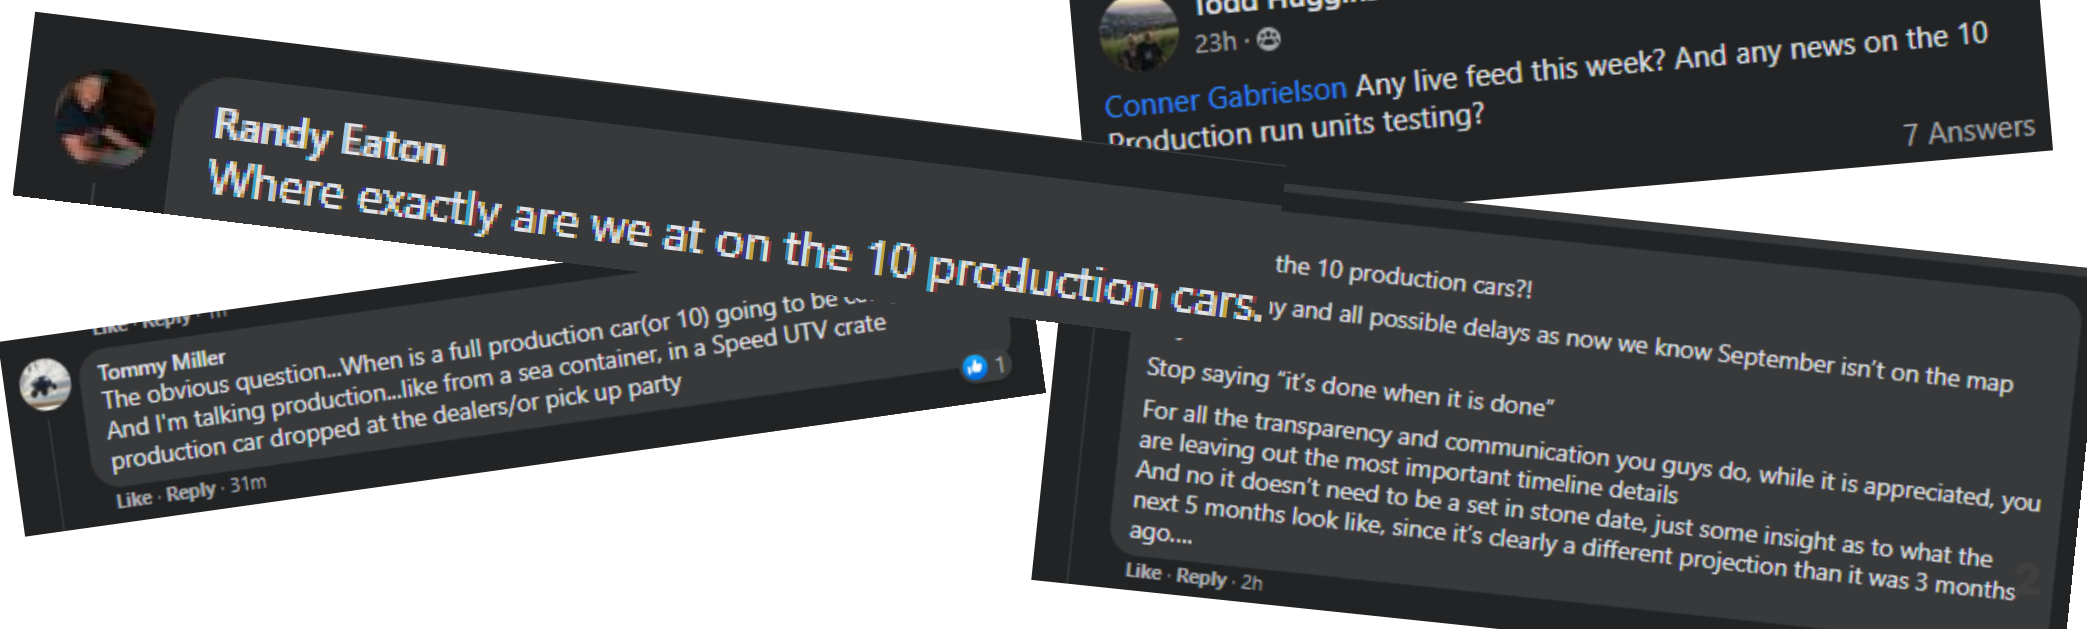 Randy Eaton
Where exactly are we at on the 10 production cars.
23h
Conner Gabrielson Any live feed this week? And any news on the 10
Production run units testing?
7 Answers
Like · Reply
Tommy Miller
The obvious question...When is a full production car(or 10) going to be
And I'm talking production...like from a sea container, in a Speed UTV crate
production car dropped at the dealers/or pick up party
1
Like · Reply · 31m
the 10 production cars?!
and all possible delays as now we know September isn't on the map
Stop saying “it's done when it is done”
For all the transparency and communication you guys do, while it is appreciated, you
are leaving out the most important timeline details
And no it doesn't need to be a set in stone date, just some insight as to what the
next 5 months look like, since it's clearly a different projection than it was 3 months
ago....
Like · Reply · 2h
2